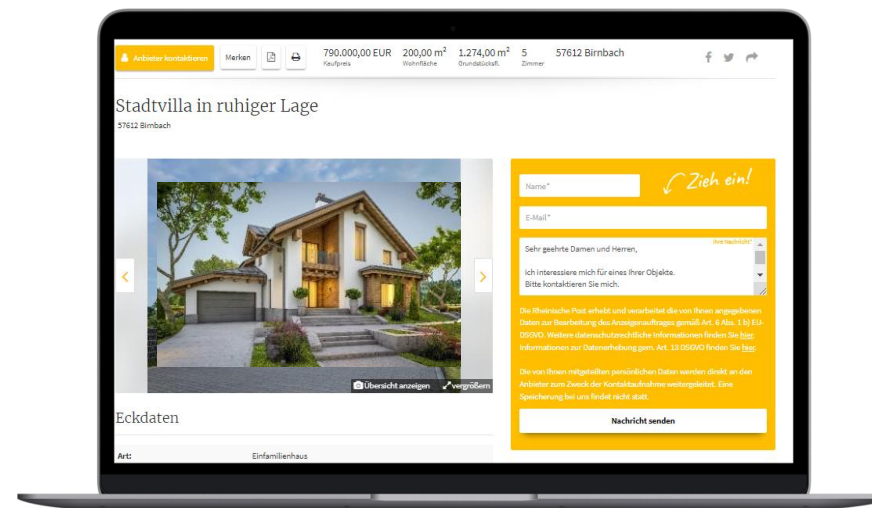 Anbieter kontaktieren
Merken
790.000,00 EUR 200,00 m² 1.274,00 m² 5 57612 Birnbach
Kaufpreis Wohnfläche Grundstücksfl. Zimmer
Stadtvilla in ruhiger Lage
57612 Birnbach
Übersicht anzeigen vergrößern
Eckdaten
Art: Einfamilienhaus
Zieh ein!
Name*
E-Mail*
Ihre Nachricht*
Sehr geehrte Damen und Herren,
ich interessiere mich für eines Ihrer Objekte.
Bitte kontaktieren Sie mich.
Die Rheinische Post erhebt und verarbeitet die von Ihnen angegebenen
Daten zur Bearbeitung des Anzeigenauftrages gemäß Art. 6 Abs. 1 b) EU-
DSGVO. Weitere datenschutzrechtliche Informationen finden Sie hier.
Informationen zur Datenerhebung gem. Art. 13 DSGVO finden Sie hier.
Die von Ihnen mitgeteilten persönlichen Daten werden direkt an den
Anbieter zum Zweck der Kontaktaufnahme weitergeleitet. Eine
Speicherung bei uns findet nicht statt.
Nachricht senden